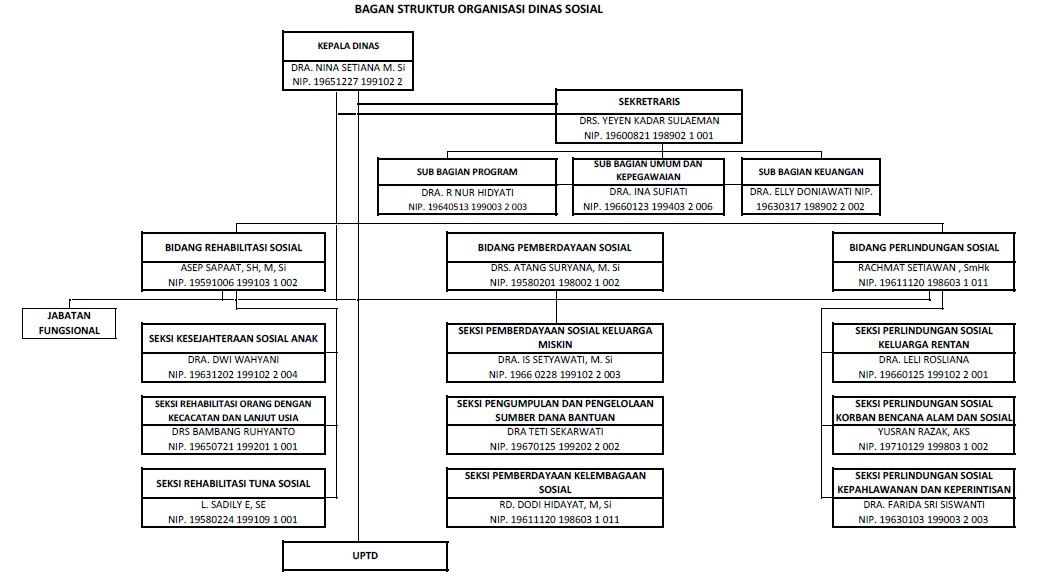 BAGAN STRUKTUR ORGANISASI DINAS SOSIAL
KEPALA DINAS
DRA. NINA SETIANA M. Si
NIP. 19651227 199102 2
SEKRETRARIS
DRS. YEYEN KADAR SULAEMAN
NIP. 19600821 198902 1 001
SUB BAGIAN PROGRAM
DRA. R NUR HIDYATI
NIP. 19640513 199003 2 003
SUB BAGIAN UMUM DAN
KEPEGAWAIAN
DRA. INA SUFIATI
NIP. 19660123 199403 2 006
SUB BAGIAN KEUANGAN
DRA. ELLY DONIAWATI NIP.
19630317 198902 2 002
BIDANG REHABILITASI SOSIAL
ASEP SAPAAT, SH, M, Si
NIP. 19591006 199103 1 002
BIDANG PEMBERDAYAAN SOSIAL
DRS. ATANG SURYANA, M. Si
NIP. 19580201 198002 1 002
BIDANG PERLINDUNGAN SOSIAL
RACHMAT SETIAWAN , SmHk
NIP. 19611120 198603 1 011
JABATAN
FUNGSIONAL
SEKSI KESEJAHTERAAN SOSIAL ANAK
DRA. DWI WAHYANI
NIP. 19631202 199102 2 004
SEKSI PEMBERDAYAAN SOSIAL KELUARGA
MISKIN
DRA. IS SETYAWATI, M. Si
NIP. 1966 0228 199102 2 003
SEKSI PERLINDUNGAN SOSIAL
KELUARGA RENTAN
DRA. LELI ROSLIANA
NIP. 19660125 199102 2 001
SEKSI REHABILITASI ORANG DENGAN
KECACATAN DAN LANJUT USIA
DRS BAMBANG RUHYANTO
NIP. 19650721 199201 1 001
SEKSI PENGUMPULAN DAN PENGELOLAAN
SUMBER DANA BANTUAN
DRA TETI SEKARWATI
NIP. 19670125 199202 2 002
SEKSI PERLINDUNGAN SOSIAL
KORBAN BENCANA ALAM DAN SOSIAL
YUSRAN RAZAK, AKS
NIP. 19710129 199803 1 002
SEKSI REHABILITASI TUNA SOSIAL
L. SADILY E, SE
NIP. 19580224 199109 1 001
SEKSI PEMBERDAYAAN KELEMBAGAAN
SOSIAL
RD. DODI HIDAYAT, M, Si
NIP. 19611120 198603 1 011
SEKSI PERLINDUNGAN SOSIAL
KEPAHLAWANAN DAN KEPERINTISAN
DRA. FARIDA SRI SISWANTI
NIP. 19630103 199003 2 003
UPTD